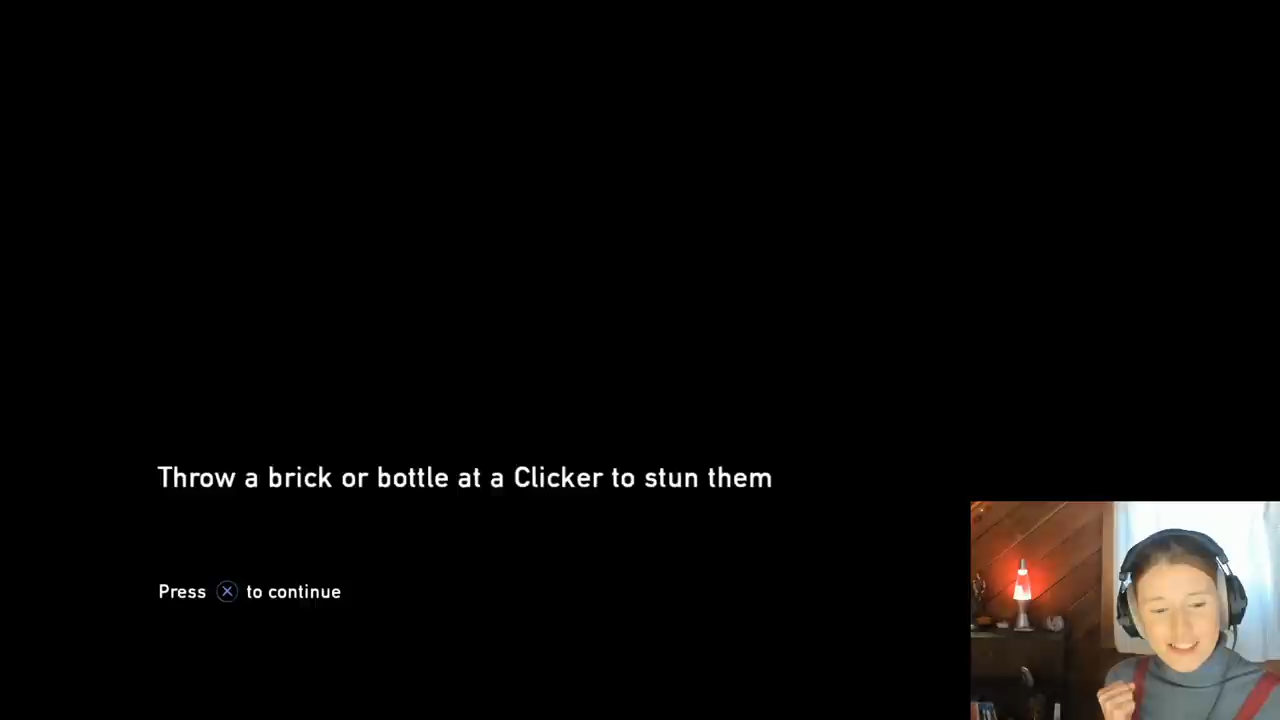 Throw a brick or bottle at a Clicker to stun them
Press ⓧ to continue